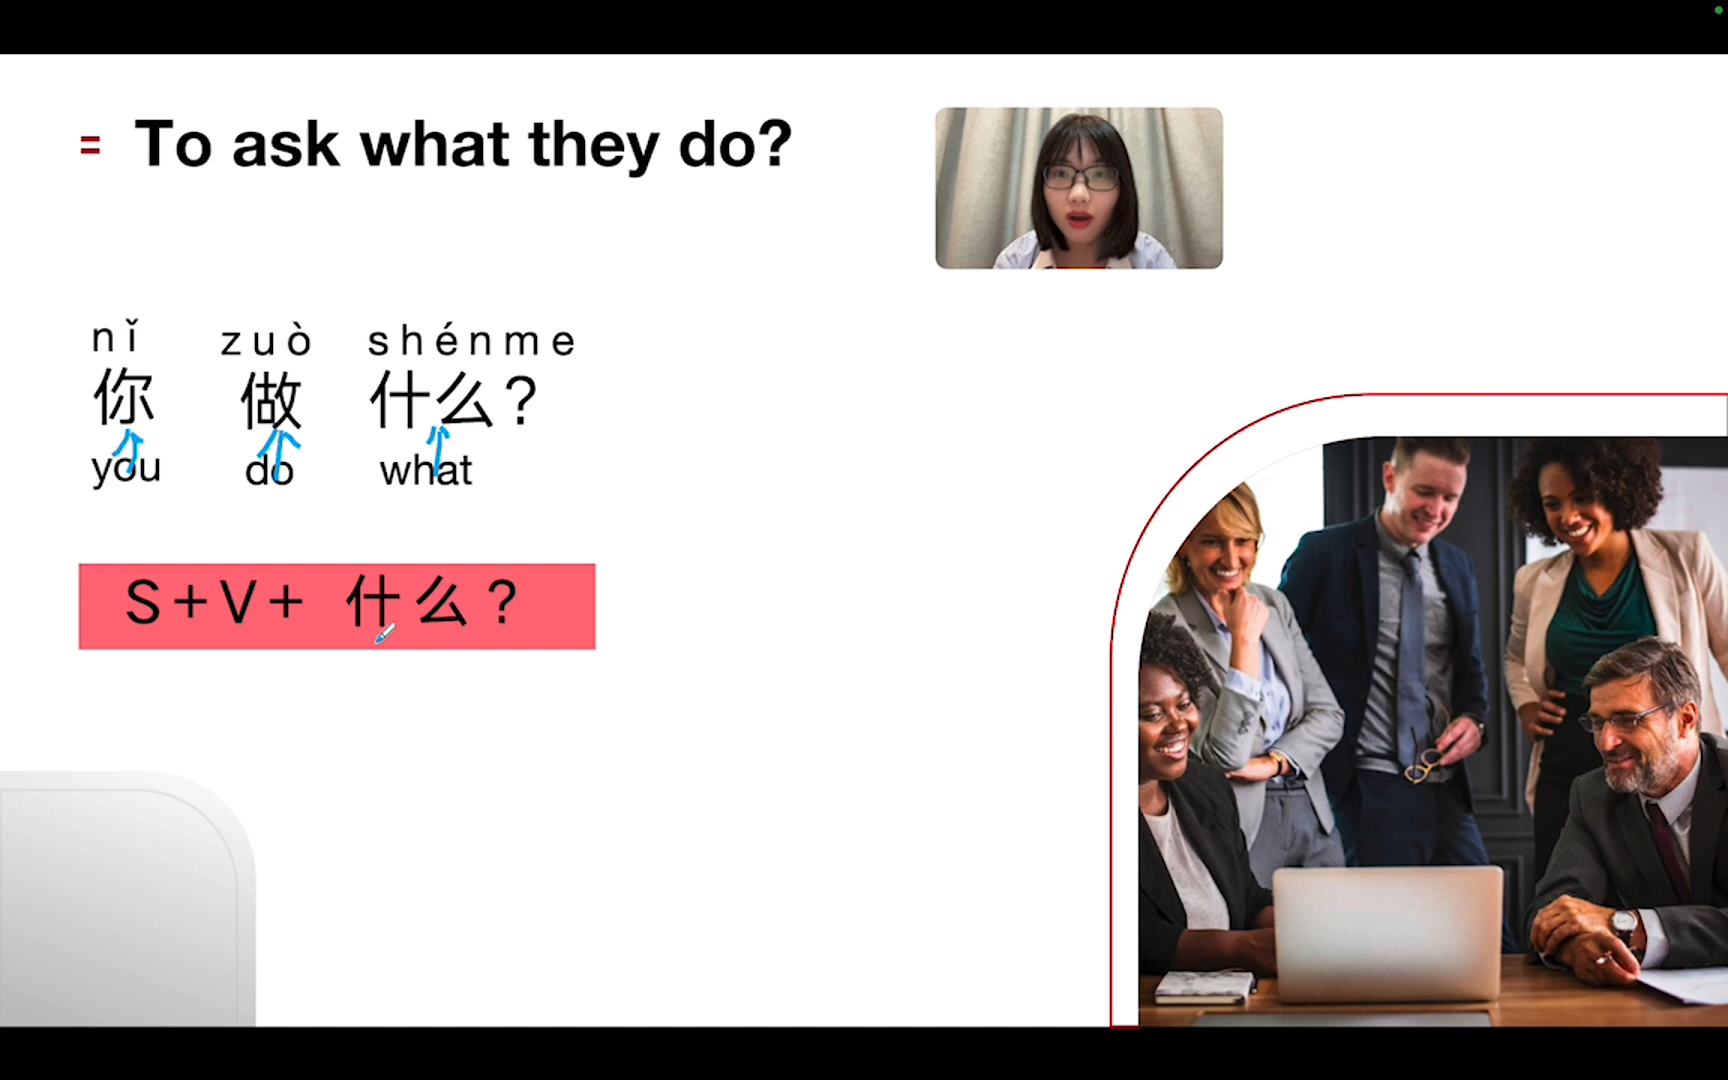 = To ask what they do?
nǐ zuò shénme
你 做 什么?
you do what
S+V+ 什么?